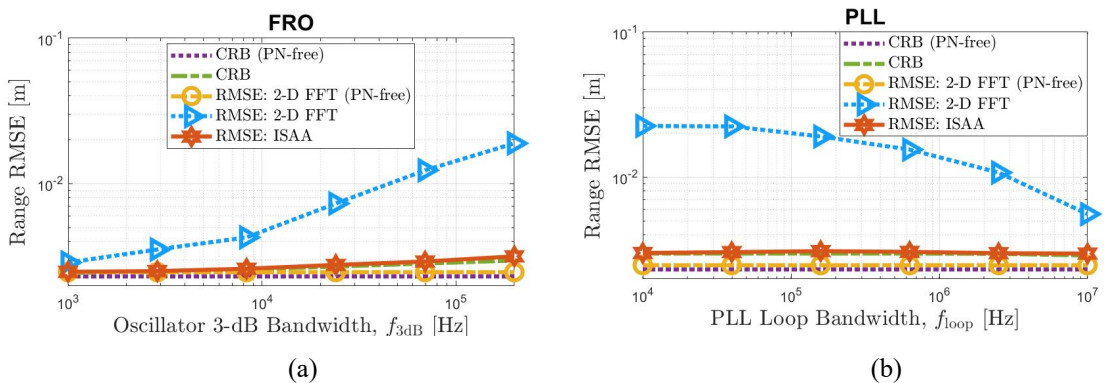 FRO
10^-1
10^-2
Range RMSE [m]
CRB (PN-free)
CRB
RMSE: 2-D FFT (PN-free)
RMSE: 2-D FFT
RMSE: ISAA
10^3
10^4
10^5
Oscillator 3-dB Bandwidth, f_3dB [Hz]
(a)
PLL
10^-1
10^-2
Range RMSE [m]
CRB (PN-free)
CRB
RMSE: 2-D FFT (PN-free)
RMSE: 2-D FFT
RMSE: ISAA
10^4
10^5
10^6
10^7
PLL Loop Bandwidth, f_loop [Hz]
(b)